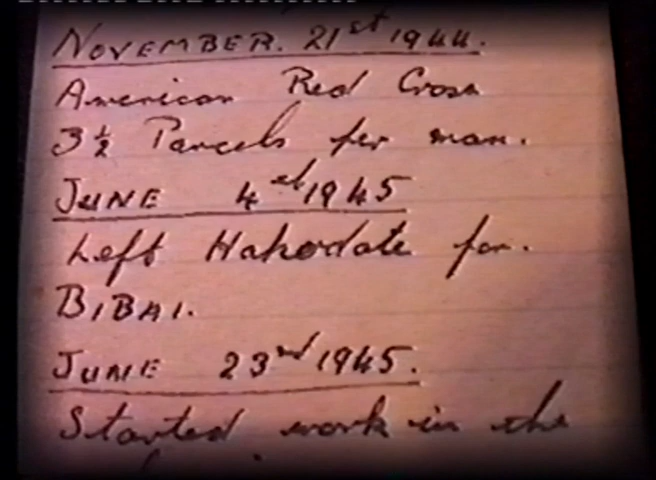 NOVEMBER. 21st 1944.
American Red Cross
3½ Parcels per man.
JUNE 4st 1945
Left Hakodate for.
BIBAI.
JUNE 23rd 1945.
Started work in the